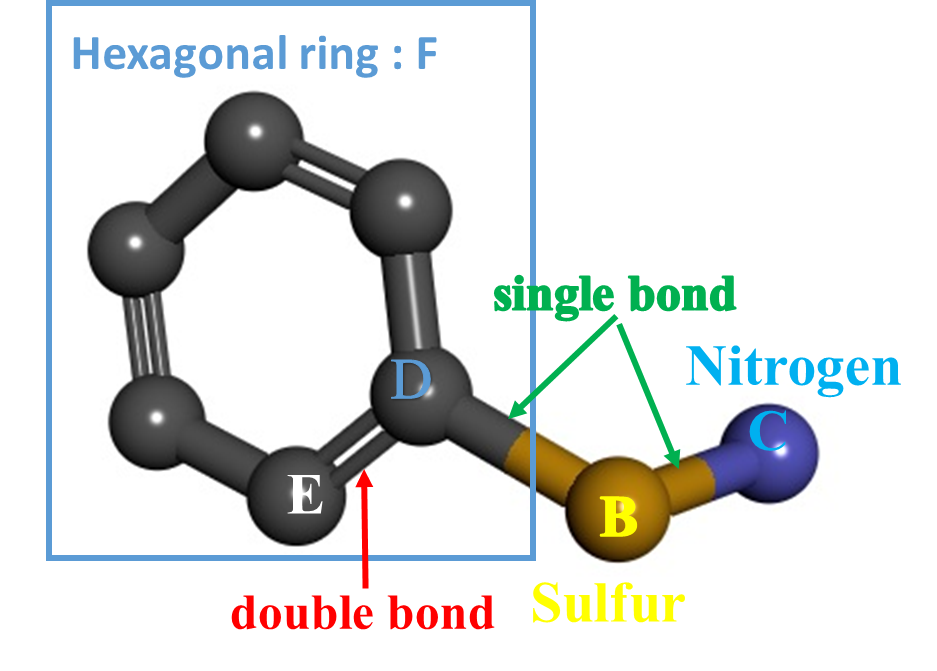 Hexagonal ring : F
single bond
Nitrogen
D
C
E
B
double bond
Sulfur